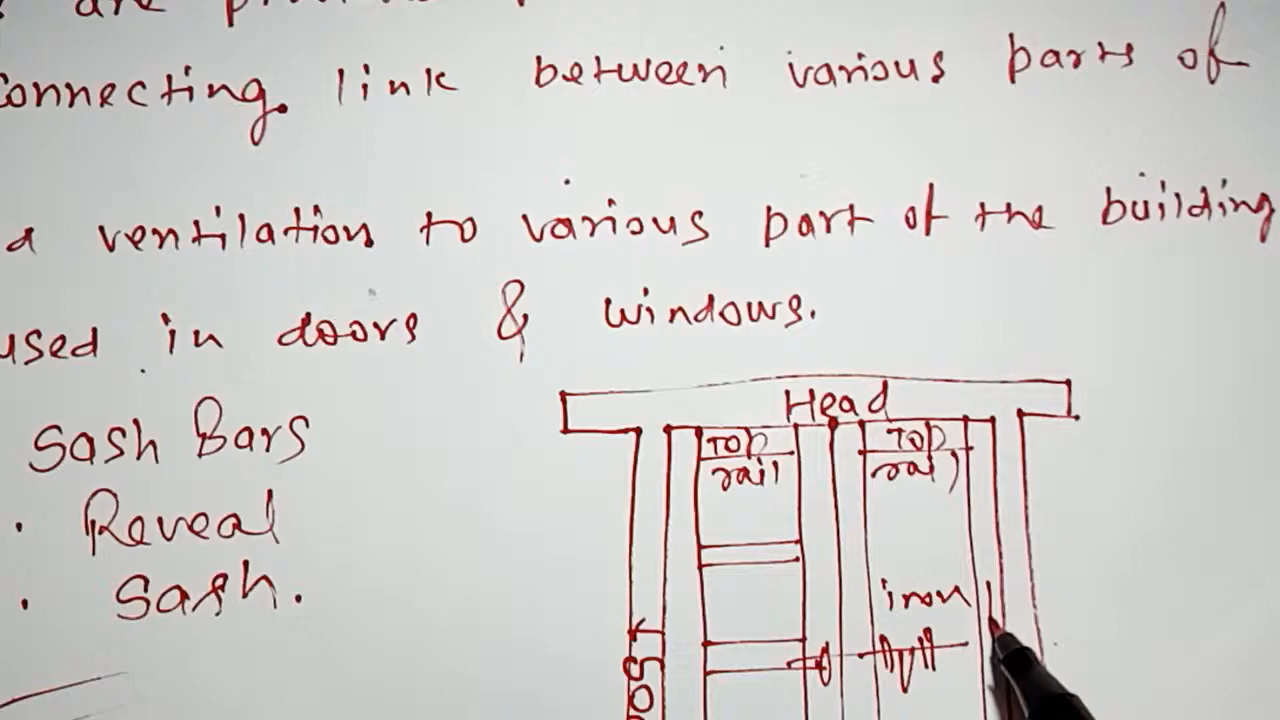 are
Connecting. link between various parts of
a ventilation to various part of the building
used in doors & windows.
Head
Sash Bars
TOP TOP
rail rail
. Reveal
iron
. Sash.